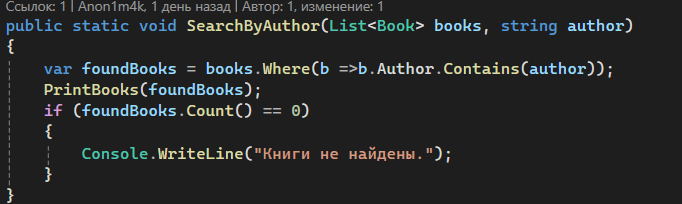 Ссылок: 1 | Anon1m4k, 1 день назад | Автор: 1, изменение: 1
public static void SearchByAuthor(List<Book> books, string author)
{
    var foundBooks = books.Where(b =>b.Author.Contains(author));
    PrintBooks(foundBooks);
    if (foundBooks.Count() == 0)
    {
        Console.WriteLine("Книги не найдены.");
    }
}